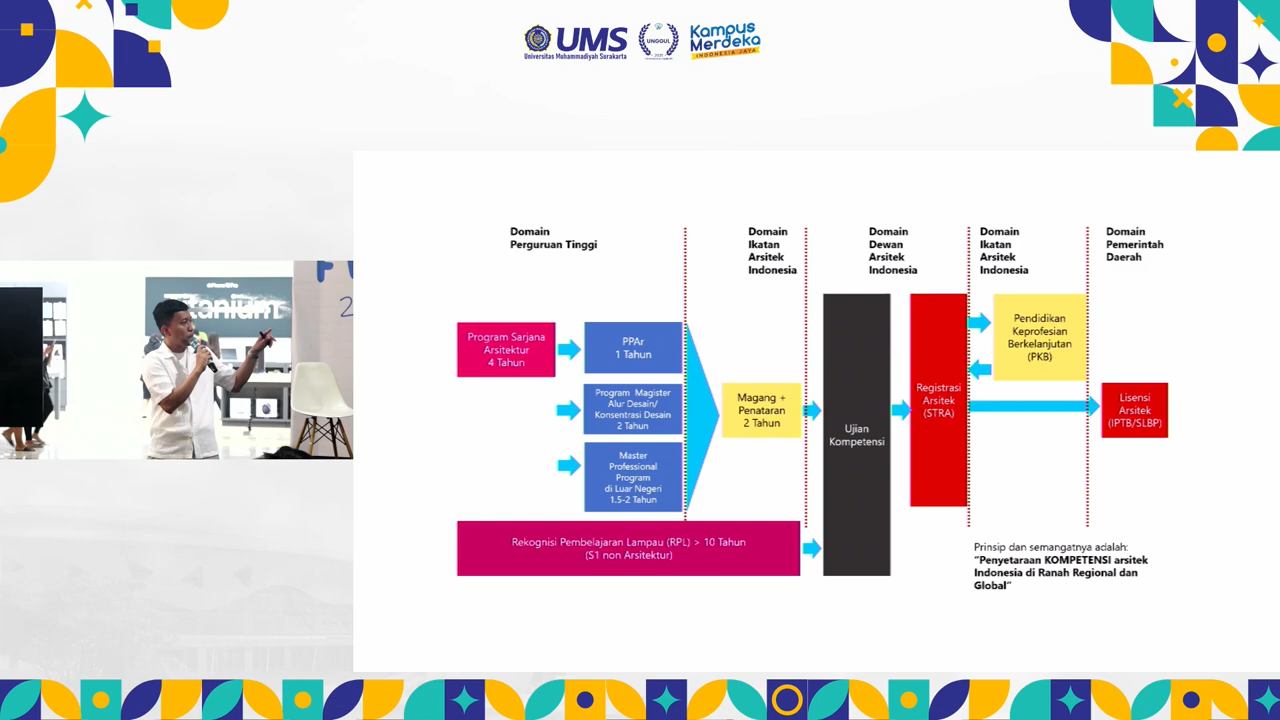 UMS
Universitas Muhammadiyah Surakarta
UNGGUL
Kampus
Merdeka
INDONESIA JAYA
Domain
Perguruan Tinggi
Domain
Ikatan
Arsitek
Indonesia
Domain
Dewan
Arsitek
Indonesia
Domain
Ikatan
Arsitek
Indonesia
Domain
Pemerintah
Daerah
Program Sarjana
Arsitektur
4 Tahun
PPAr
1 Tahun
Program Magister
Alur Desain/
Konsentrasi Desain
2 Tahun
Master
Professional
Program
di Luar Negeri
1.5-2 Tahun
Magang +
Penataran
2 Tahun
Ujian
Kompetensi
Registrasi
Arsitek
(STRA)
Pendidikan
Keprofesian
Berkelanjutan
(PKB)
Lisensi
Arsitek
(IPTB/SLBP)
Rekognisi Pembelajaran Lampau (RPL) > 10 Tahun
(S1 non Arsitektur)
Prinsip dan semangatnya adalah:
“Penyetaraan KOMPETENSI arsitek
Indonesia di Ranah Regional dan
Global”